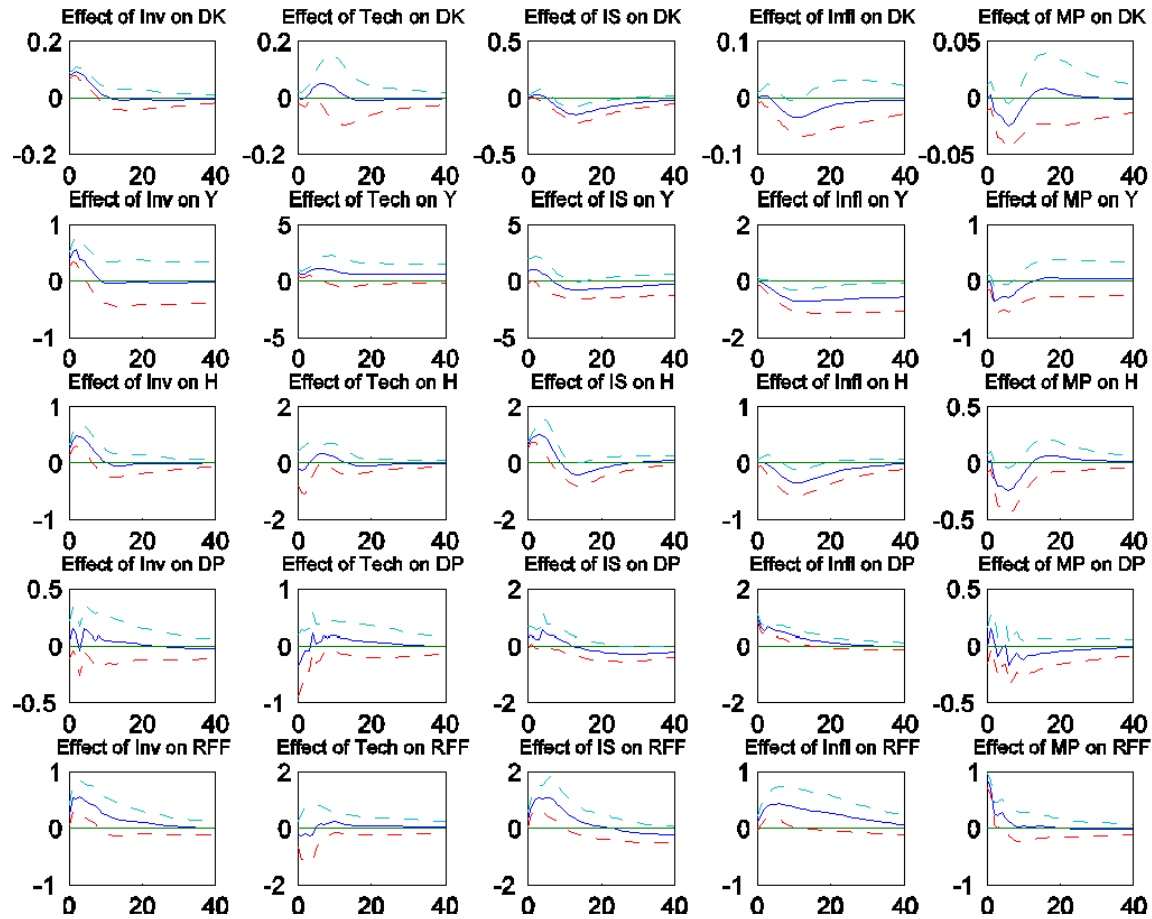 Effect of Inv on DK Effect of Tech on DK Effect of IS on DK Effect of Infl on DK Effect of MP on DK
0.2 0.2 0.5 0.1 0.05
0 0 0 0 0
-0.2 -0.2 -0.5 -0.1 -0.05
0 20 40 0 20 40 0 20 40 0 20 40 0 20 40
Effect of Inv on Y Effect of Tech on Y Effect of IS on Y Effect of Infl on Y Effect of MP on Y
1 5 5 2 1
0 0 0 0 0
-1 -5 -5 -2 -1
0 20 40 0 20 40 0 20 40 0 20 40 0 20 40
Effect of Inv on H Effect of Tech on H Effect of IS on H Effect of Infl on H Effect of MP on H
1 2 2 1 0.5
0 0 0 0 0
-1 -2 -2 -1 -0.5
0 20 40 0 20 40 0 20 40 0 20 40 0 20 40
Effect of Inv on DP Effect of Tech on DP Effect of IS on DP Effect of Infl on DP Effect of MP on DP
0.5 1 2 2 0.5
0 0 0 0 0
-0.5 -1 2 2 -0.5
0 20 40 0 20 40 0 20 40 0 20 40 0 20 40
Effect of Inv on RFF Effect of Tech on RFF Effect of IS on RFF Effect of Infl on RFF Effect of MP on RFF
1 2 2 1 1
0 0 0 0 0
-1 -2 -2 -1 -1
0 20 40 0 20 40 0 20 40 0 20 40 0 20 40